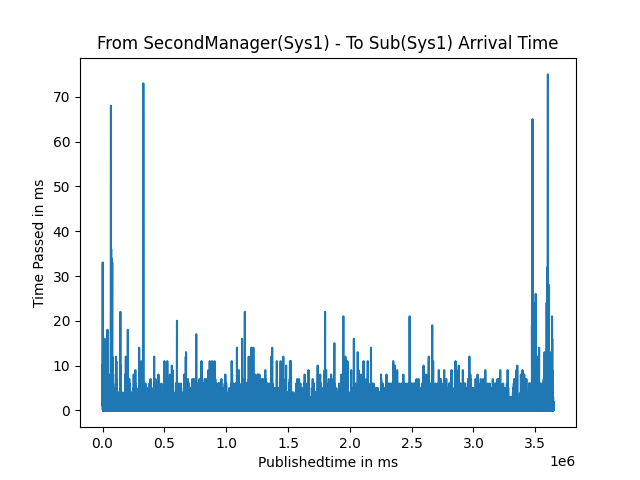 From SecondManager(Sys1) - To Sub(Sys1) Arrival Time
70
60
50
40
30
20
10
0
Time Passed in ms
0.0 0.5 1.0 1.5 2.0 2.5 3.0 3.5
1e6
Publishedtime in ms